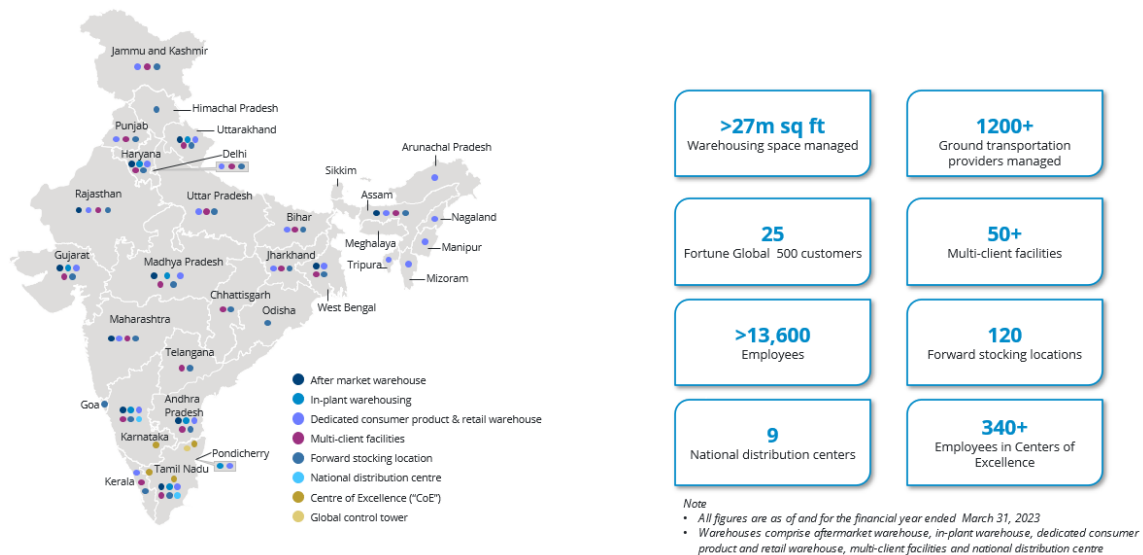 Jammu and Kashmir
Himachal Pradesh
Punjab
Uttarakhand
Haryana
Delhi
Arunachal Pradesh
Sikkim
Rajasthan
Uttar Pradesh
Assam
Bihar
Nagaland
Meghalaya
Manipur
Gujarat
Madhya Pradesh
Jharkhand
Tripura
Mizoram
Chhattisgarh
West Bengal
Odisha
Maharashtra
Telangana
Goa
Andhra
Pradesh
Karnataka
Pondicherry
Tamil Nadu
Kerala
After market warehouse
In-plant warehousing
Dedicated consumer product & retail warehouse
Multi-client facilities
Forward stocking location
National distribution centre
Centre of Excellence (“CoE”)
Global control tower
>27m sq ft
Warehousing space managed
1200+
Ground transportation
providers managed
25
Fortune Global 500 customers
50+
Multi-client facilities
>13,600
Employees
120
Forward stocking locations
9
National distribution centers
340+
Employees in Centers of
Excellence
Note
• All figures are as of and for the financial year ended March 31, 2023
• Warehouses comprise aftermarket warehouse, in-plant warehouse, dedicated consumer
product and retail warehouse, multi-client facilities and national distribution centre